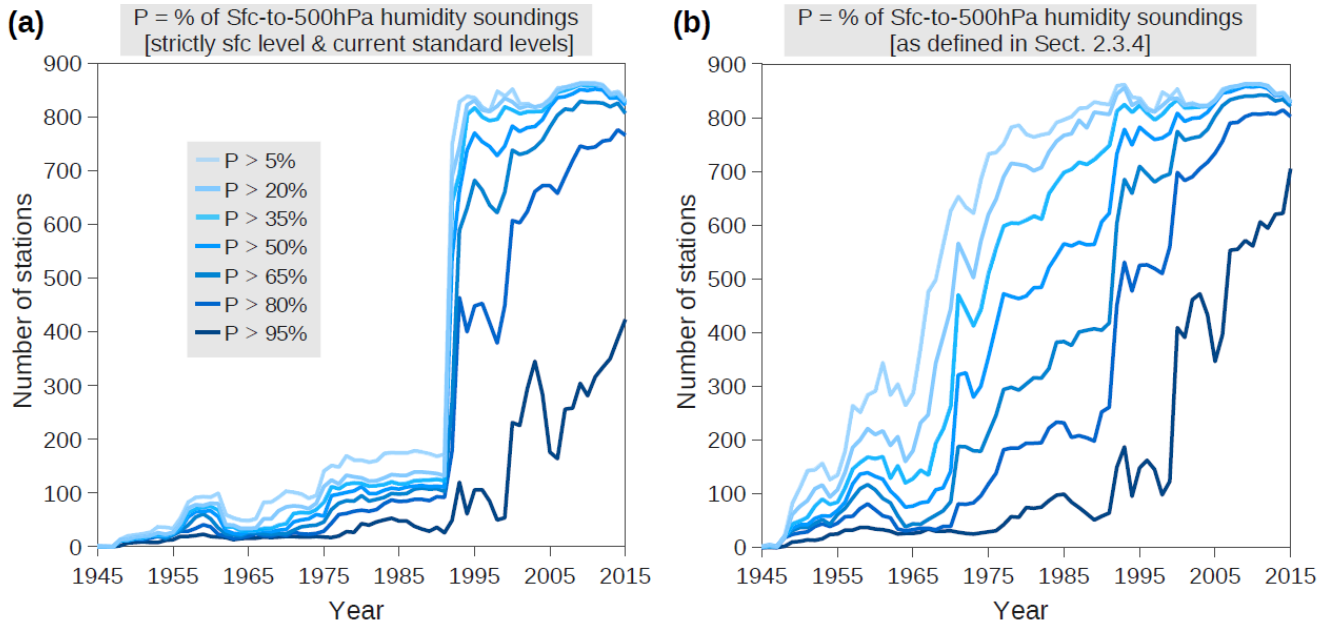 (a)
P = % of Sfc-to-500hPa humidity soundings
[strictly sfc level & current standard levels]
Number of stations
900
800
700
600
500
400
300
200
100
0
P > 5%
P > 20%
P > 35%
P > 50%
P > 65%
P > 80%
P > 95%
1945 1955 1965 1975 1985 1995 2005 2015
Year
(b)
P = % of Sfc-to-500hPa humidity soundings
[as defined in Sect. 2.3.4]
Number of stations
900
800
700
600
500
400
300
200
100
0
1945 1955 1965 1975 1985 1995 2005 2015
Year